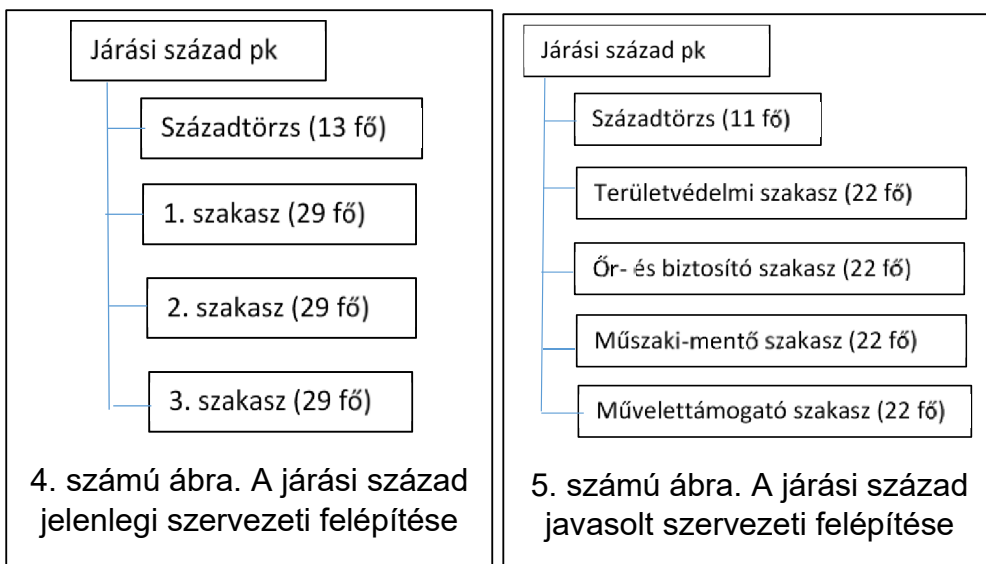 Járási század pk
Századtörzs (13 fő)
1. szakasz (29 fő)
2. szakasz (29 fő)
3. szakasz (29 fő)
4. számú ábra. A járási század
jelenlegi szervezeti felépítése
Járási század pk
Századtörzs (11 fő)
Területvédelmi szakasz (22 fő)
Őr- és biztosító szakasz (22 fő)
Műszaki-mentő szakasz (22 fő)
Művelettámogató szakasz (22 fő)
5. számú ábra. A járási század
javasolt szervezeti felépítése